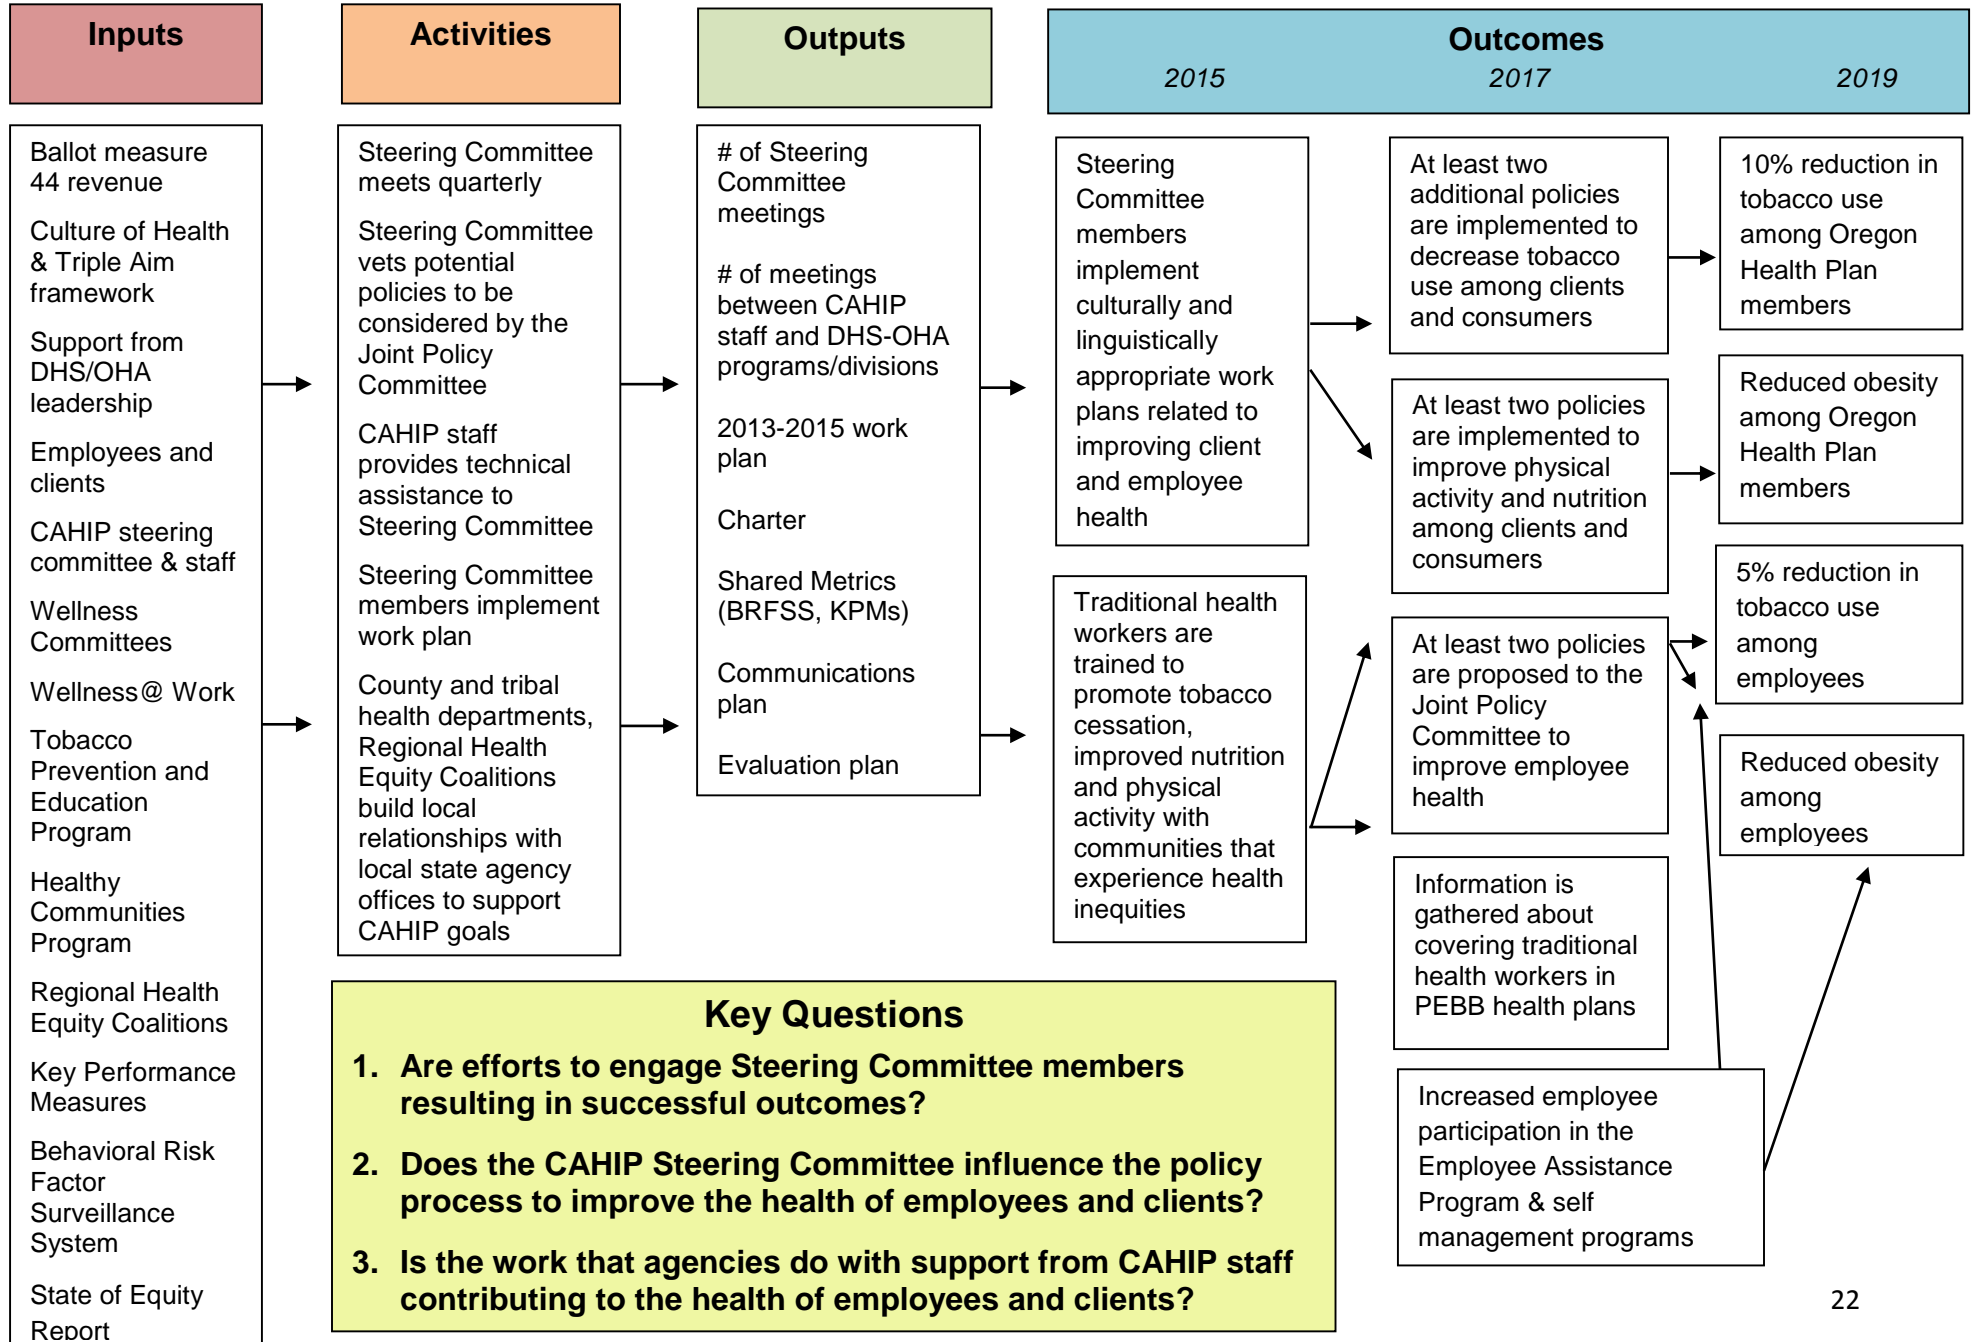 Inputs
Ballot measure
44 revenue
Culture of Health
& Triple Aim
framework
Support from
DHS/OHA
leadership
Employees and
clients
CAHIP steering
committee & staff
Wellness
Committees
Wellness@ Work
Tobacco
Prevention and
Education
Program
Healthy
Communities
Program
Regional Health
Equity Coalitions
Key Performance
Measures
Behavioral Risk
Factor
Surveillance
System
State of Equity
Report
Activities
Steering Committee
meets quarterly
Steering Committee
vets potential
policies to be
considered by the
Joint Policy
Committee
CAHIP staff
provides technical
assistance to
Steering Committee
Steering Committee
members implement
work plan
County and tribal
health departments,
Regional Health
Equity Coalitions
build local
relationships with
local state agency
offices to support
CAHIP goals
Outputs
# of Steering
Committee
meetings
# of meetings
between CAHIP
staff and DHS-OHA
programs/divisions
2013-2015 work
plan
Charter
Shared Metrics
(BRFSS, KPMs)
Communications
plan
Evaluation plan
Outcomes
2015 2017 2019
Steering
Committee
members
implement
culturally and
linguistically
appropriate work
plans related to
improving client
and employee
health
Traditional health
workers are
trained to
promote tobacco
cessation,
improved nutrition
and physical
activity with
communities that
experience health
inequities
At least two
additional policies
are implemented to
decrease tobacco
use among clients
and consumers
At least two policies
are implemented to
improve physical
activity and nutrition
among clients and
consumers
At least two policies
are proposed to the
Joint Policy
Committee to
improve employee
health
Information is
gathered about
covering traditional
health workers in
PEBB health plans
Increased employee
participation in the
Employee Assistance
Program & self
management programs
10% reduction in
tobacco use
among Oregon
Health Plan
members
Reduced obesity
among Oregon
Health Plan
members
5% reduction in
tobacco use
among
employees
Reduced obesity
among
employees
Key Questions
1. Are efforts to engage Steering Committee members
resulting in successful outcomes?
2. Does the CAHIP Steering Committee influence the policy
process to improve the health of employees and clients?
3. Is the work that agencies do with support from CAHIP staff
contributing to the health of employees and clients?
22